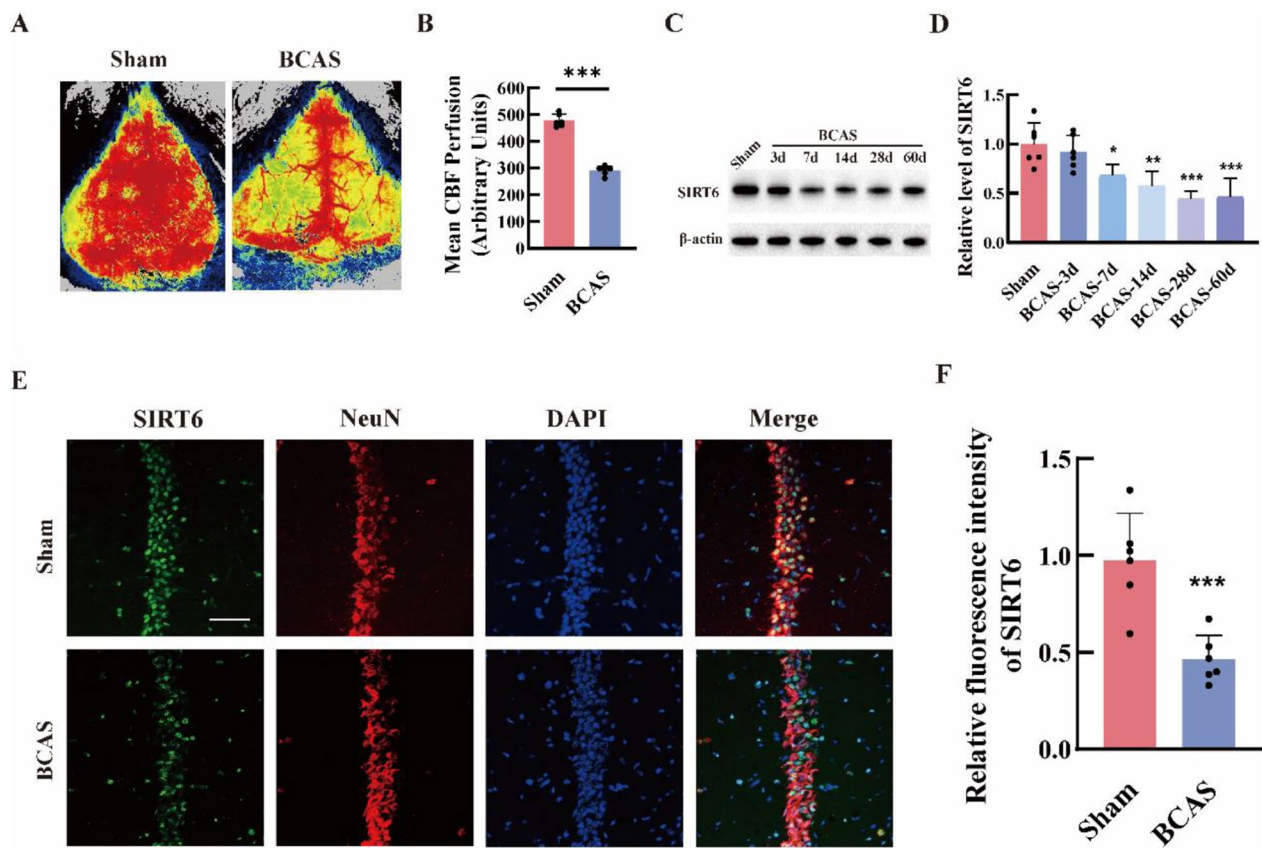 A
Sham
BCAS
B
***
Mean CBF Perfusion
(Arbitrary Units)
600
500
400
300
200
100
0
Sham
BCAS
C
BCAS
Sham
3d 7d 14d 28d 60d
SIRT6
β-actin
D
Relative level of SIRT6
1.5
1.0
0.5
0.0
* ** *** ***
Sham
BCAS-3d
BCAS-7d
BCAS-14d
BCAS-28d
BCAS-60d
E
SIRT6 NeuN DAPI Merge
Sham
BCAS
F
Relative fluorescence intensity
of SIRT6
1.5
1.0
0.5
0.0
***
Sham
BCAS